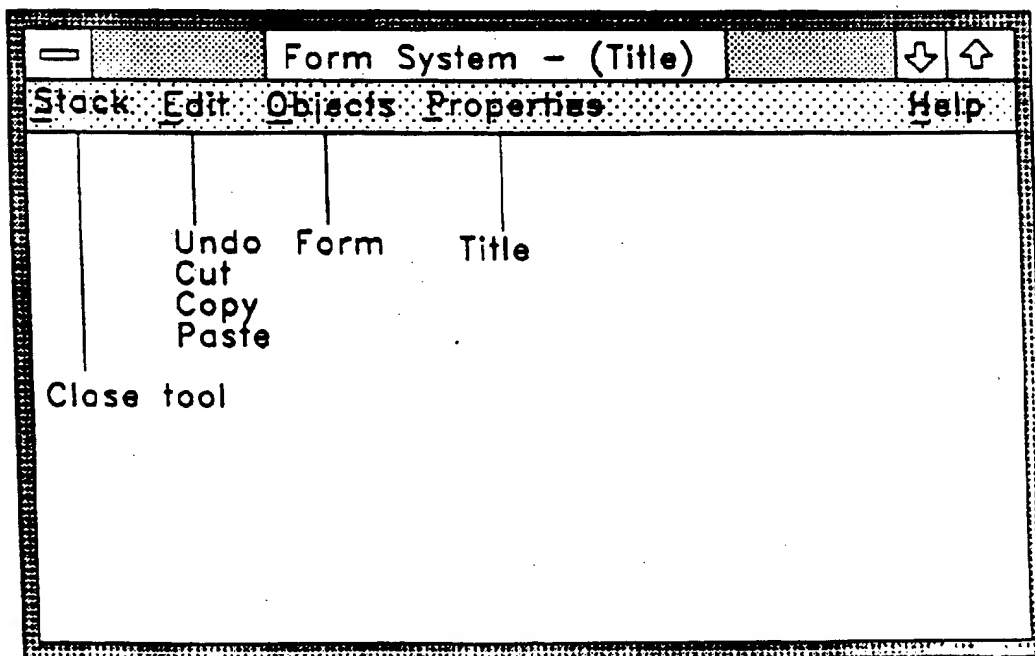 Form System - (Title)
Stack Edit Objects Properties Help
Undo Form Title
Cut
Copy
Paste
Close tool